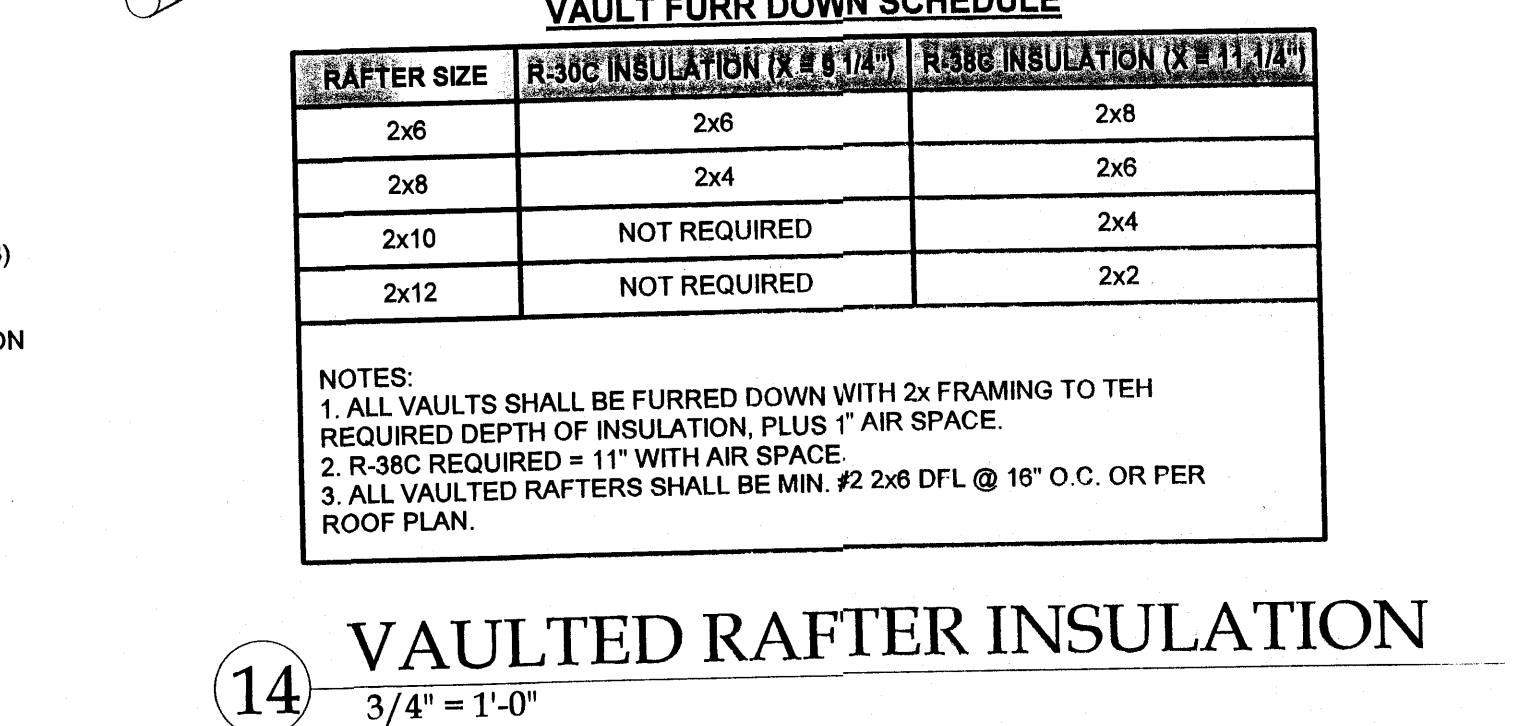 VAULT FURR DOWN SCHEDULE
RAFTER SIZE R-30C INSULATION (X = 9 1/4") R-38C INSULATION (X = 11 1/4")
2x6 2x6 2x8
2x8 2x4 2x6
2x10 NOT REQUIRED 2x4
2x12 NOT REQUIRED 2x2
NOTES:
1. ALL VAULTS SHALL BE FURRED DOWN WITH 2x FRAMING TO TEH
REQUIRED DEPTH OF INSULATION, PLUS 1" AIR SPACE.
2. R-38C REQUIRED = 11" WITH AIR SPACE.
3. ALL VAULTED RAFTERS SHALL BE MIN. #2 2x6 DFL @ 16" O.C. OR PER
ROOF PLAN.
ON
14 VAULTED RAFTER INSULATION
3/4" = 1'-0"